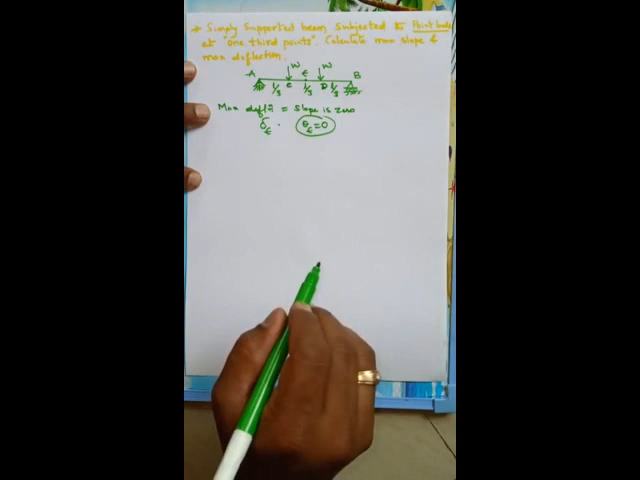 * Simply Supported beam subjected to Point loads
at "one third points". Calculate max slope &
max deflection.
W W
A E B
l/3 C l/3 D l/3
Max defln = Slope is zero
δE . θE = 0